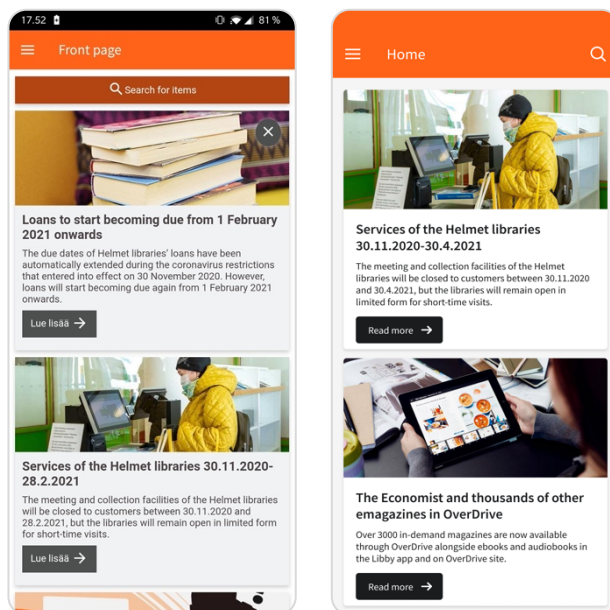 17.52
81 %
Front page
Search for items
Loans to start becoming due from 1 February
2021 onwards
The due dates of Helmet libraries' loans have been
automatically extended during the coronavirus restrictions
that entered into effect on 30 November 2020. However,
loans will start becoming due again from 1 February 2021
onwards.
Lue lisää
Services of the Helmet libraries 30.11.2020-
28.2.2021
The meeting and collection facilities of the Helmet libraries
will be closed to customers between 30.11.2020 and
28.2.2021, but the libraries will remain open in limited form
for short-time visits.
Lue lisää
Home
Services of the Helmet libraries
30.11.2020-30.4.2021
The meeting and collection facilities of the Helmet
libraries will be closed to customers between 30.11.2020
and 30.4.2021, but the libraries will remain open in
limited form for short-time visits.
Read more
The Economist and thousands of other
emagazines in OverDrive
Over 3000 in-demand magazines are now available
through OverDrive alongside ebooks and audiobooks in
the Libby app and on OverDrive site.
Read more